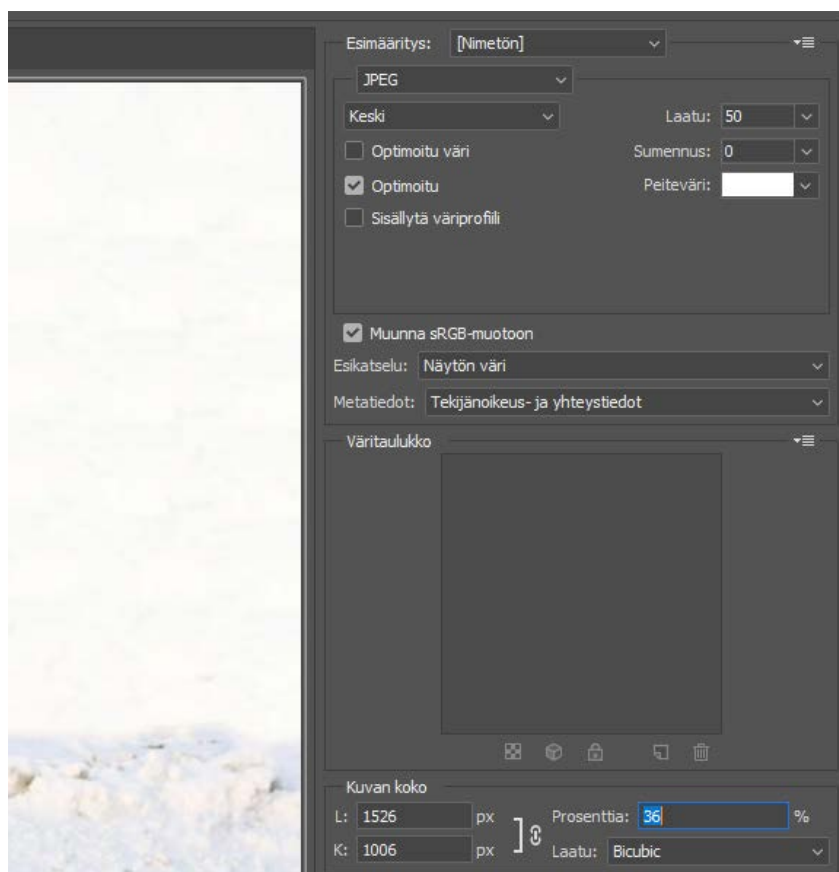 Esimääritys: [Nimetön]
JPEG
Keski Laatu: 50
Optimoitu väri Sumennus: 0
Optimoitu Peiteväri:
Sisällytä väriprofiili
Muunna sRGB-muotoon
Esikatselu: Näytön väri
Metatiedot: Tekijänoikeus- ja yhteystiedot
Väritaulukko
Kuvan koko
L: 1526 px Prosenttia: 36 %
K: 1006 px Laatu: Bicubic